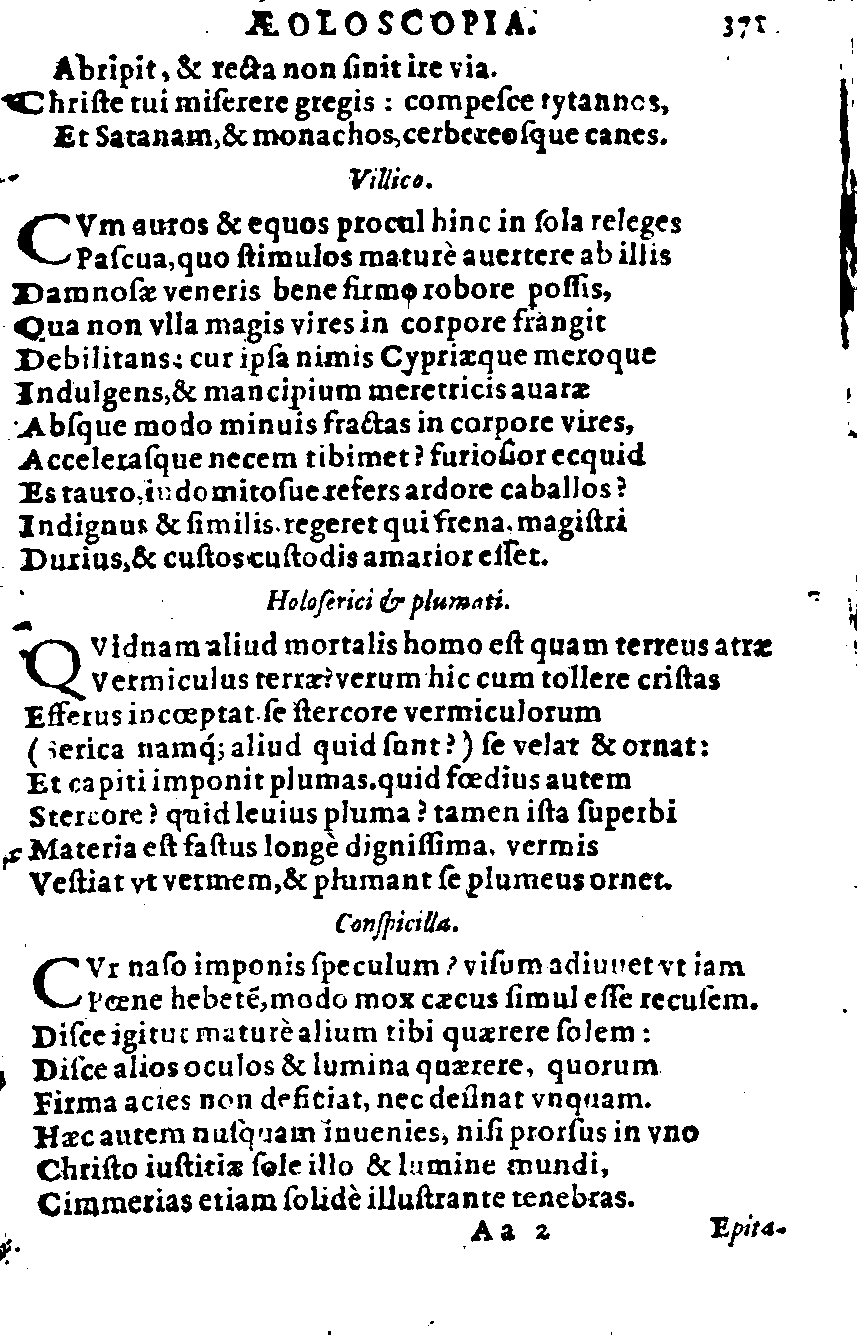 ÆOLOSCOPIA. 371
Abripit, & recta non ſinit ire via.
Chriſte tui miſerere gregis : compeſce tytannos,
Et Satanam, & monachos, cerbereoſque canes.
Villico.
CVm tauros & equos procul hinc in ſola releges
Paſcua, quo ſtimulos maturè auertere ab illis
Damnoſæ veneris bene firmo robore poſſis,
Qua non vlla magis vires in corpore frangit
Debilitans: cur ipſa nimis Cypriæque meroque
Indulgens, & mancipium meretricis auaræ
Abſque modo minuis fractas in corpore vires,
Acceleraſque necem tibimet? furioſior ecquid
Es tauro, indomitoſue refers ardore caballos?
Indignus & ſimilis regeret qui frena magiſtri
Durius, & cuſtos cuſtodis amarior eſſet.
Holoſerici & plumati.
QVidnam aliud mortalis homo eſt quam terreus atræ
Vermiculus terræ? verum hic cum tollere criſtas
Efferus incœptat ſe ſtercore vermiculorum
(ſerica namq́; aliud quid ſunt?) ſe velat & ornat:
Et capiti imponit plumas. quid fœdius autem
Stercore? quid leuius pluma? tamen iſta ſuperbi
Materia eſt faſtus longè digniſſima, vermis
Veſtiat vt vermem, & plumant ſe plumeus ornet.
Conſpicilla.
CVr naſo imponis ſpeculum? viſum adiuuet vt iam
Pœne hebetē, modo mox cæcus ſimul eſſe recuſem.
Diſce igitur maturè alium tibi quærere ſolem :
Diſce alios oculos & lumina quærere, quorum
Firma acies non deficiat, nec deſinat vnquam.
Hæc autem nuſquam inuenies, niſi prorſus in vno
Chriſto iuſtitiæ ſole illo & lumine mundi,
Cimmerias etiam ſolidè illuſtrante tenebras.
Aa 2 Epita-